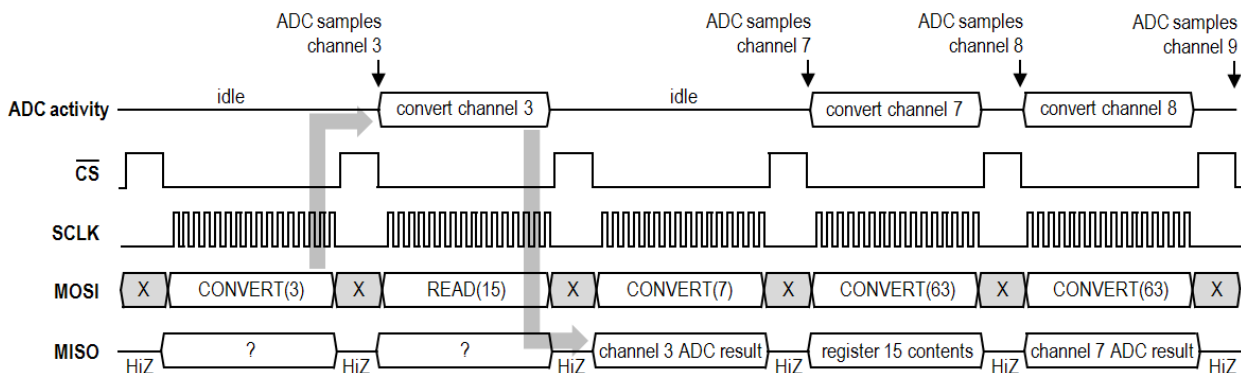 ADC samples
channel 3
ADC samples
channel 7
ADC samples
channel 8
ADC samples
channel 9
ADC activity
idle
convert channel 3
idle
convert channel 7
convert channel 8
CS
SCLK
MOSI
X
CONVERT(3)
X
READ(15)
X
CONVERT(7)
X
CONVERT(63)
X
CONVERT(63)
X
MISO
HiZ
?
HiZ
?
HiZ
channel 3 ADC result
HiZ
register 15 contents
HiZ
channel 7 ADC result
HiZ